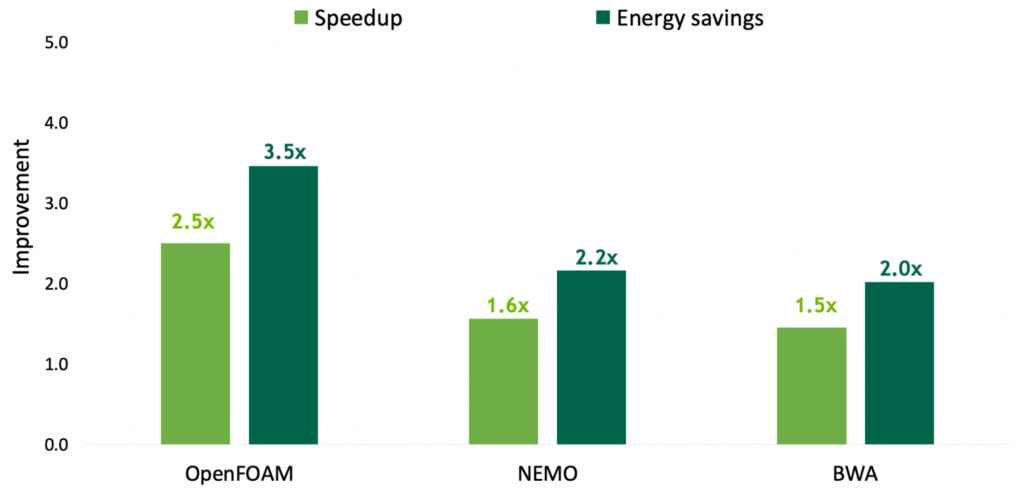 Speedup
Energy savings
5.0
4.0
3.0
2.0
1.0
0.0
Improvement
2.5x
3.5x
1.6x
2.2x
1.5x
2.0x
OpenFOAM
NEMO
BWA